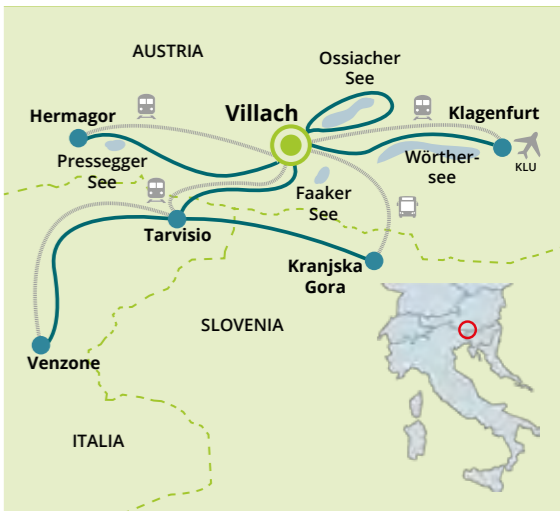 AUSTRIA
Ossiacher
See
Hermagor
Villach
Klagenfurt
KLU
Pressegger
See
Wörther-
see
Faaker
See
Tarvisio
Kranjska
Gora
SLOVENIA
Venzone
ITALIA